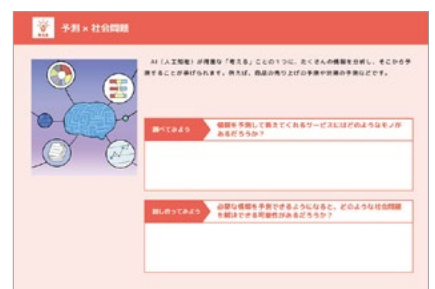 予測×社会問題
AI（人工知能）が得意な「考える」ことの1つに、たくさんの情報を分析し、そこから予
測することが挙げられます。例えば、商品の売り上げの予測や計測の予測などです。
調べてみよう
情報を予測して教えてくれるサービスにはどのようなモノが
あるだろうか？
話し合ってみよう
必要な情報を予測できるようになると、どのような社会問題
を解決できる可能性があるだろうか？